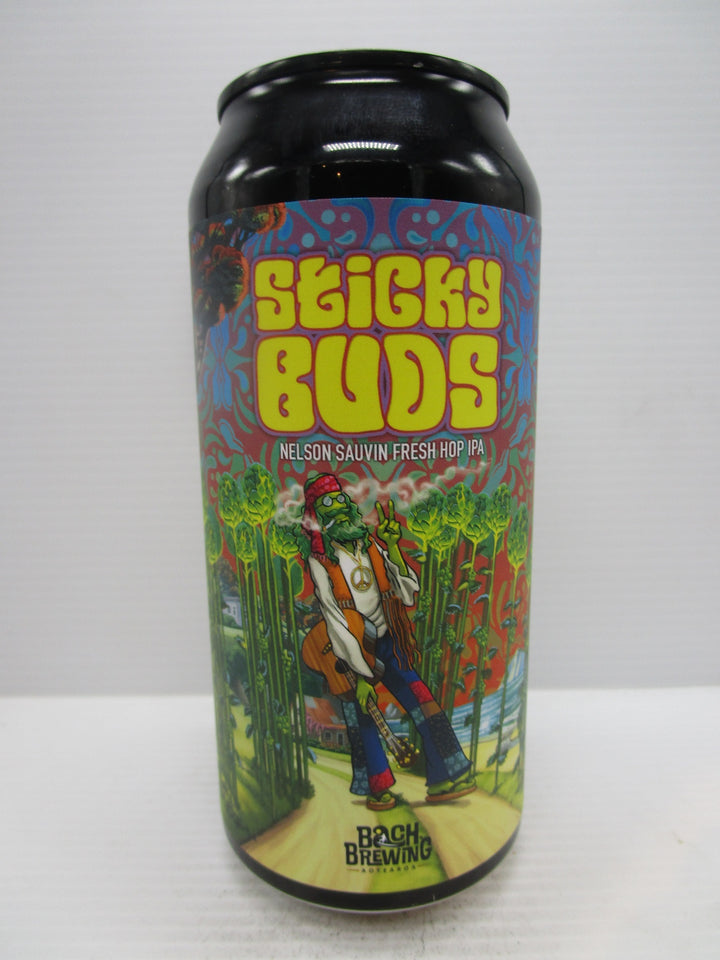 Sticky
BUDS
NELSON SAUVIN FRESH HOP IPA
BACH
BREWING
AOTEAROA